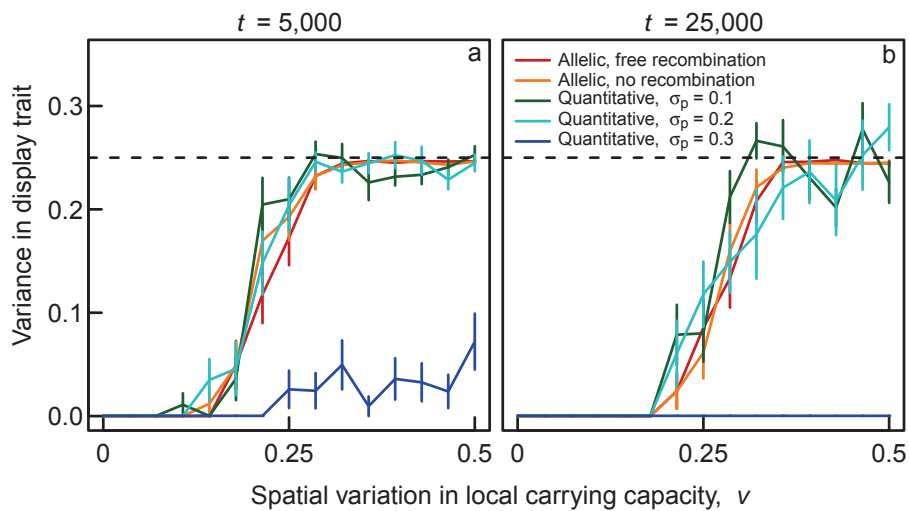 t = 5,000
t = 25,000
a
b
Allelic, free recombination
Allelic, no recombination
Quantitative, σp = 0.1
Quantitative, σp = 0.2
Quantitative, σp = 0.3
Variance in display trait
0.3
0.2
0.1
0.0
0
0.25
0.5
0
0.25
0.5
Spatial variation in local carrying capacity, v